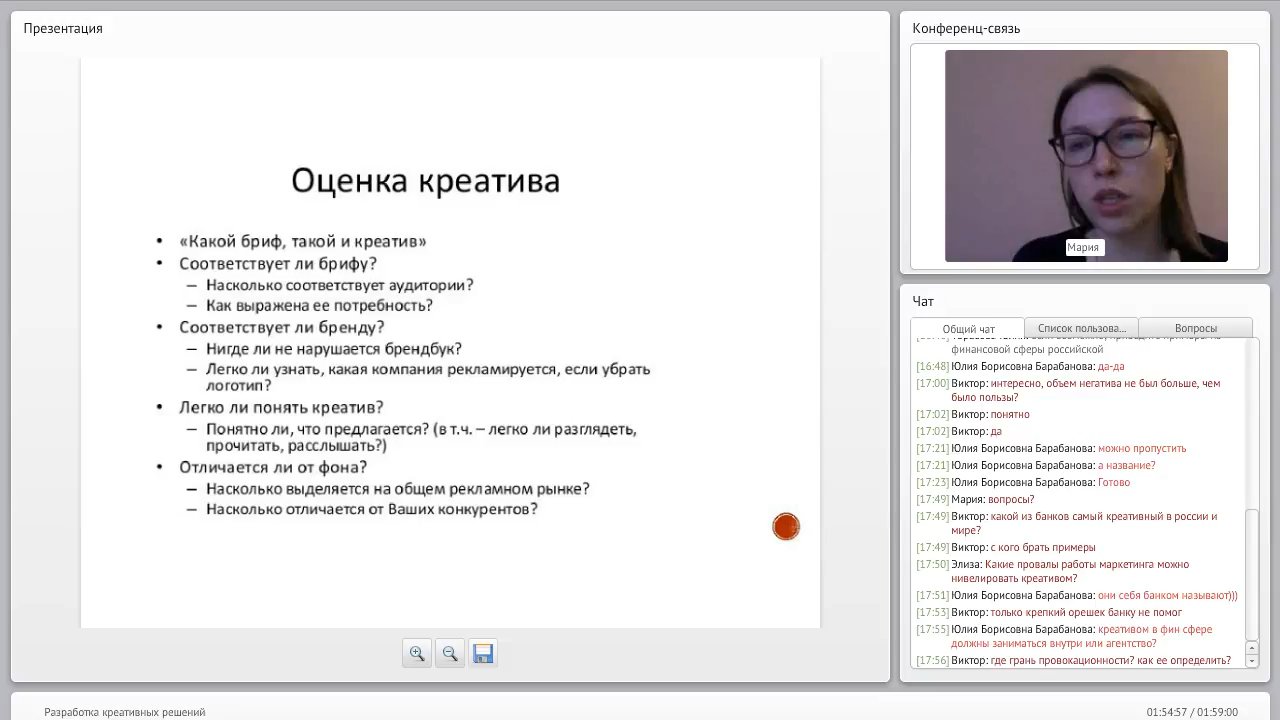 Презентация
Оценка креатива
• «Какой бриф, такой и креатив»
• Соответствует ли брифу?
– Насколько соответствует аудитории?
– Как выражена ее потребность?
• Соответствует ли бренду?
– Нигде ли не нарушается брендбук?
– Легко ли узнать, какая компания рекламируется, если убрать
логотип?
• Легко ли понять креатив?
– Понятно ли, что предлагается? (в т.ч. – легко ли разглядеть,
прочитать, расслышать?)
• Отличается ли от фона?
– Насколько выделяется на общем рекламном рынке?
– Насколько отличается от Ваших конкурентов?
Конференц-связь
Мария
Чат
Общий чат
Список пользова...
Вопросы
финансовой сферы российской
[16:48] Юлия Борисовна Барабанова: да-да
[17:00] Виктор: интересно, объем негатива не был больше, чем
было пользы?
[17:02] Виктор: понятно
[17:02] Виктор: да
[17:21] Юлия Борисовна Барабанова: можно пропустить
[17:21] Юлия Борисовна Барабанова: а название?
[17:23] Юлия Борисовна Барабанова: Готово
[17:49] Мария: вопросы?
[17:49] Виктор: какой из банков самый креативный в россии и
мире?
[17:49] Виктор: с кого брать примеры
[17:50] Элиза: Какие провалы работы маркетинга можно
нивелировать креативом?
[17:51] Юлия Борисовна Барабанова: они себя банком называют)))
[17:53] Виктор: только крепкий орешек банку не помог
[17:55] Юлия Борисовна Барабанова: креативом в фин сфере
должны заниматься внутри или агентство?
[17:56] Виктор: где грань провокационности? как ее определить?
Разработка креативных решений
01:54:57 / 01:59:00